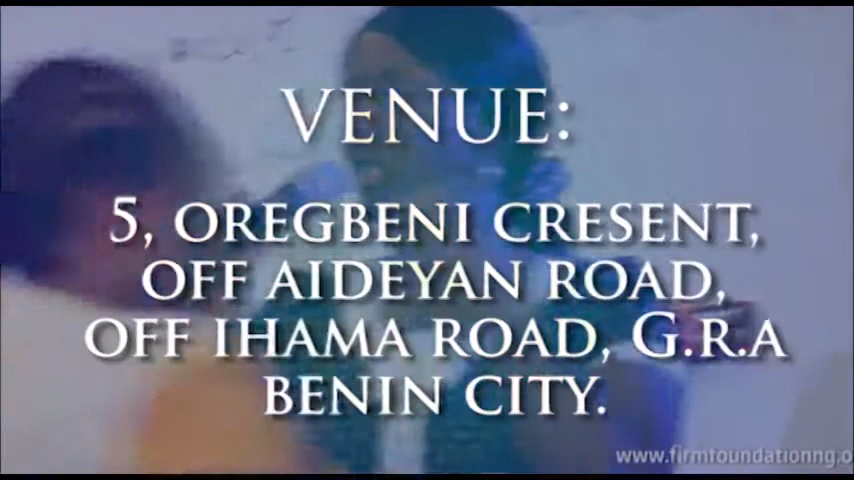 VENUE:
5, OREGBENI CRESENT,
OFF AIDEYAN ROAD,
OFF IHAMA ROAD, G.R.A
BENIN CITY.
www.firmfoundationng.o